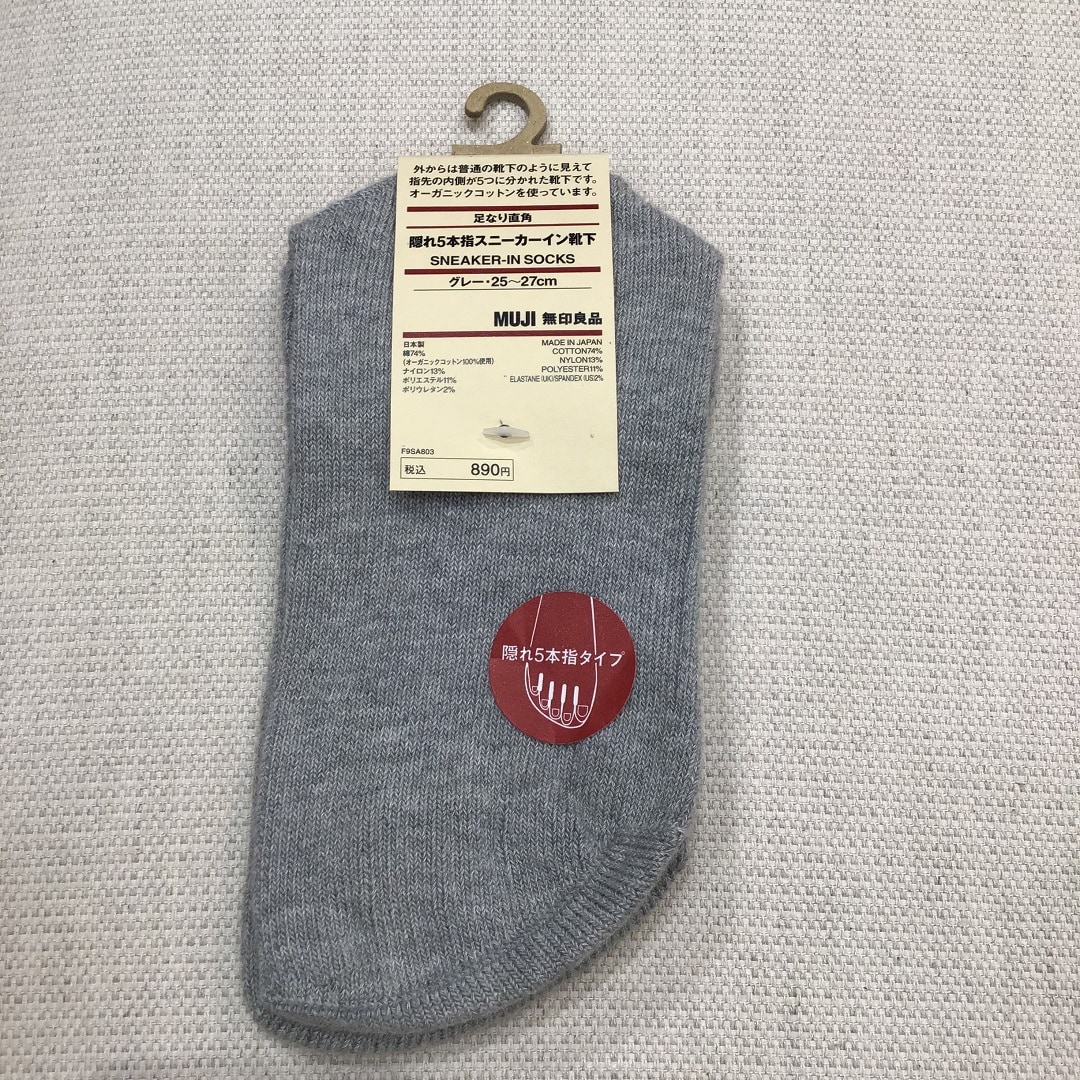 外からは普通の靴下のように見えて
指先の内側が5つに分かれた靴下です。
オーガニックコットンを使っています。
足なり直角
隠れ5本指スニーカーイン靴下
SNEAKER-IN SOCKS
グレー・25〜27cm
MUJI 無印良品
日本製
綿74%
(オーガニックコットン100%使用)
ナイロン13%
ポリエステル11%
ポリウレタン2%
MADE IN JAPAN
COTTON74%
NYLON13%
POLYESTER11%
ELASTANE (UK)/SPANDEX (US)2%
F9SA803
税込 890円
隠れ5本指タイプ